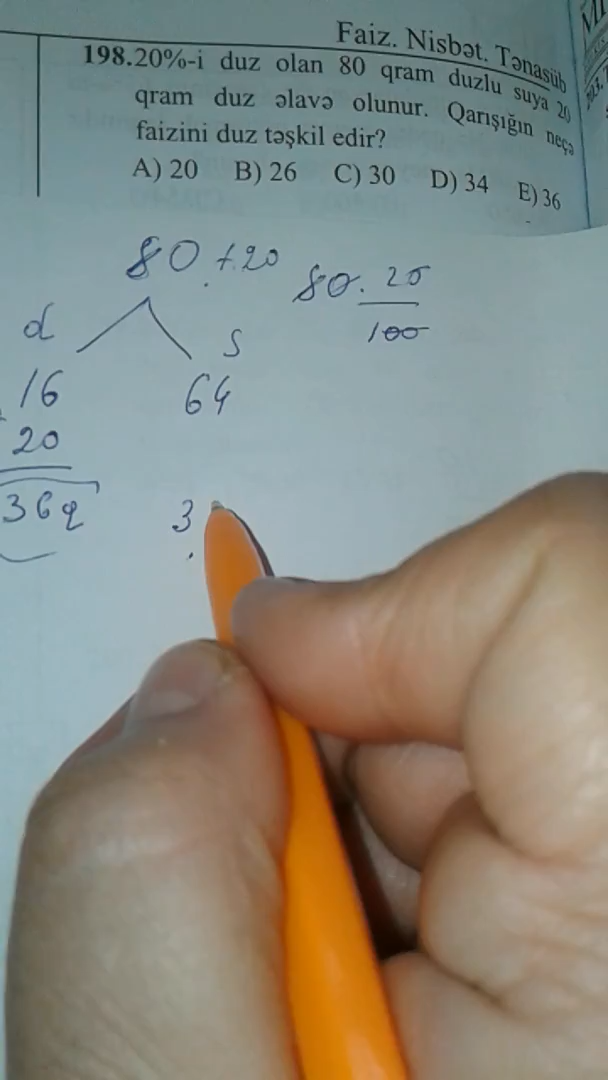 Faiz. Nisbət. Tənasüb
198. 20%-i duz olan 80 qram duzlu suya 20
qram duz əlavə olunur. Qarışığın neçə
faizini duz təşkil edir?
A) 20 B) 26 C) 30 D) 34 E) 36
80 + 20
80 · 20
100
d s
16 64
20
36 q
3